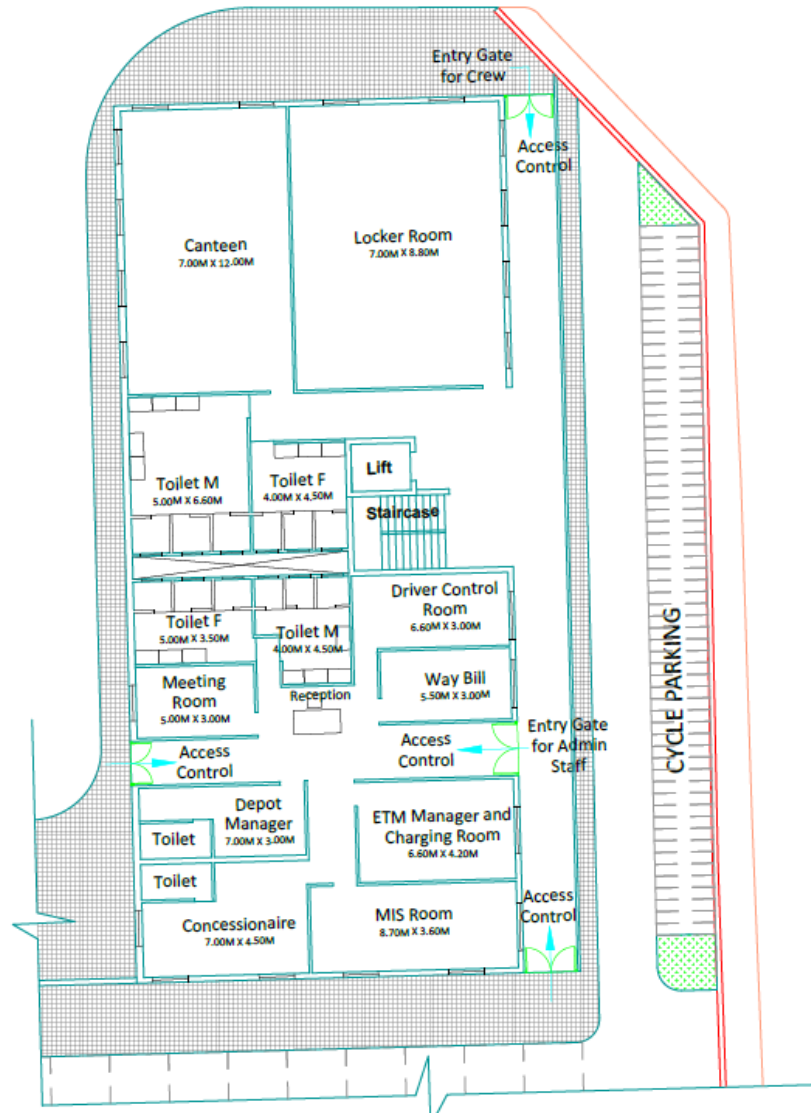 Entry Gate
for Crew
Access
Control
Canteen
7.00M X 12.00M
Locker Room
7.00M X 8.80M
Toilet M
5.00M X 6.60M
Toilet F
4.00M X 4.50M
Lift
Staircase
Driver Control
Room
6.60M X 3.00M
Toilet F
5.00M X 3.50M
Toilet M
4.00M X 4.50M
Way Bill
5.50M X 3.00M
Meeting
Room
5.00M X 3.00M
Reception
Entry Gate
for Admin
Staff
Access
Control
Access
Control
CYCLE PARKING
Depot
Manager
7.00M X 3.00M
Toilet
ETM Manager and
Charging Room
6.60M X 4.20M
Toilet
Access
Control
Concessionaire
7.00M X 4.50M
MIS Room
8.70M X 3.60M